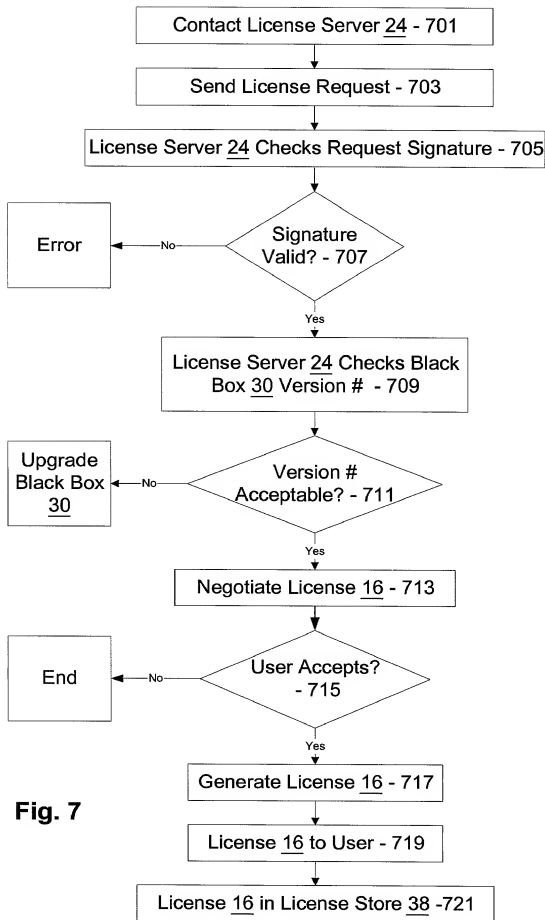 Contact License Server 24 - 701
Send License Request - 703
License Server 24 Checks Request Signature - 705
Signature
Valid? - 707
No
Error
Yes
License Server 24 Checks Black
Box 30 Version # - 709
Version #
Acceptable? - 711
No
Upgrade
Black Box
30
Yes
Negotiate License 16 - 713
User Accepts?
- 715
No
End
Yes
Generate License 16 - 717
Fig. 7
License 16 to User - 719
License 16 in License Store 38 -721